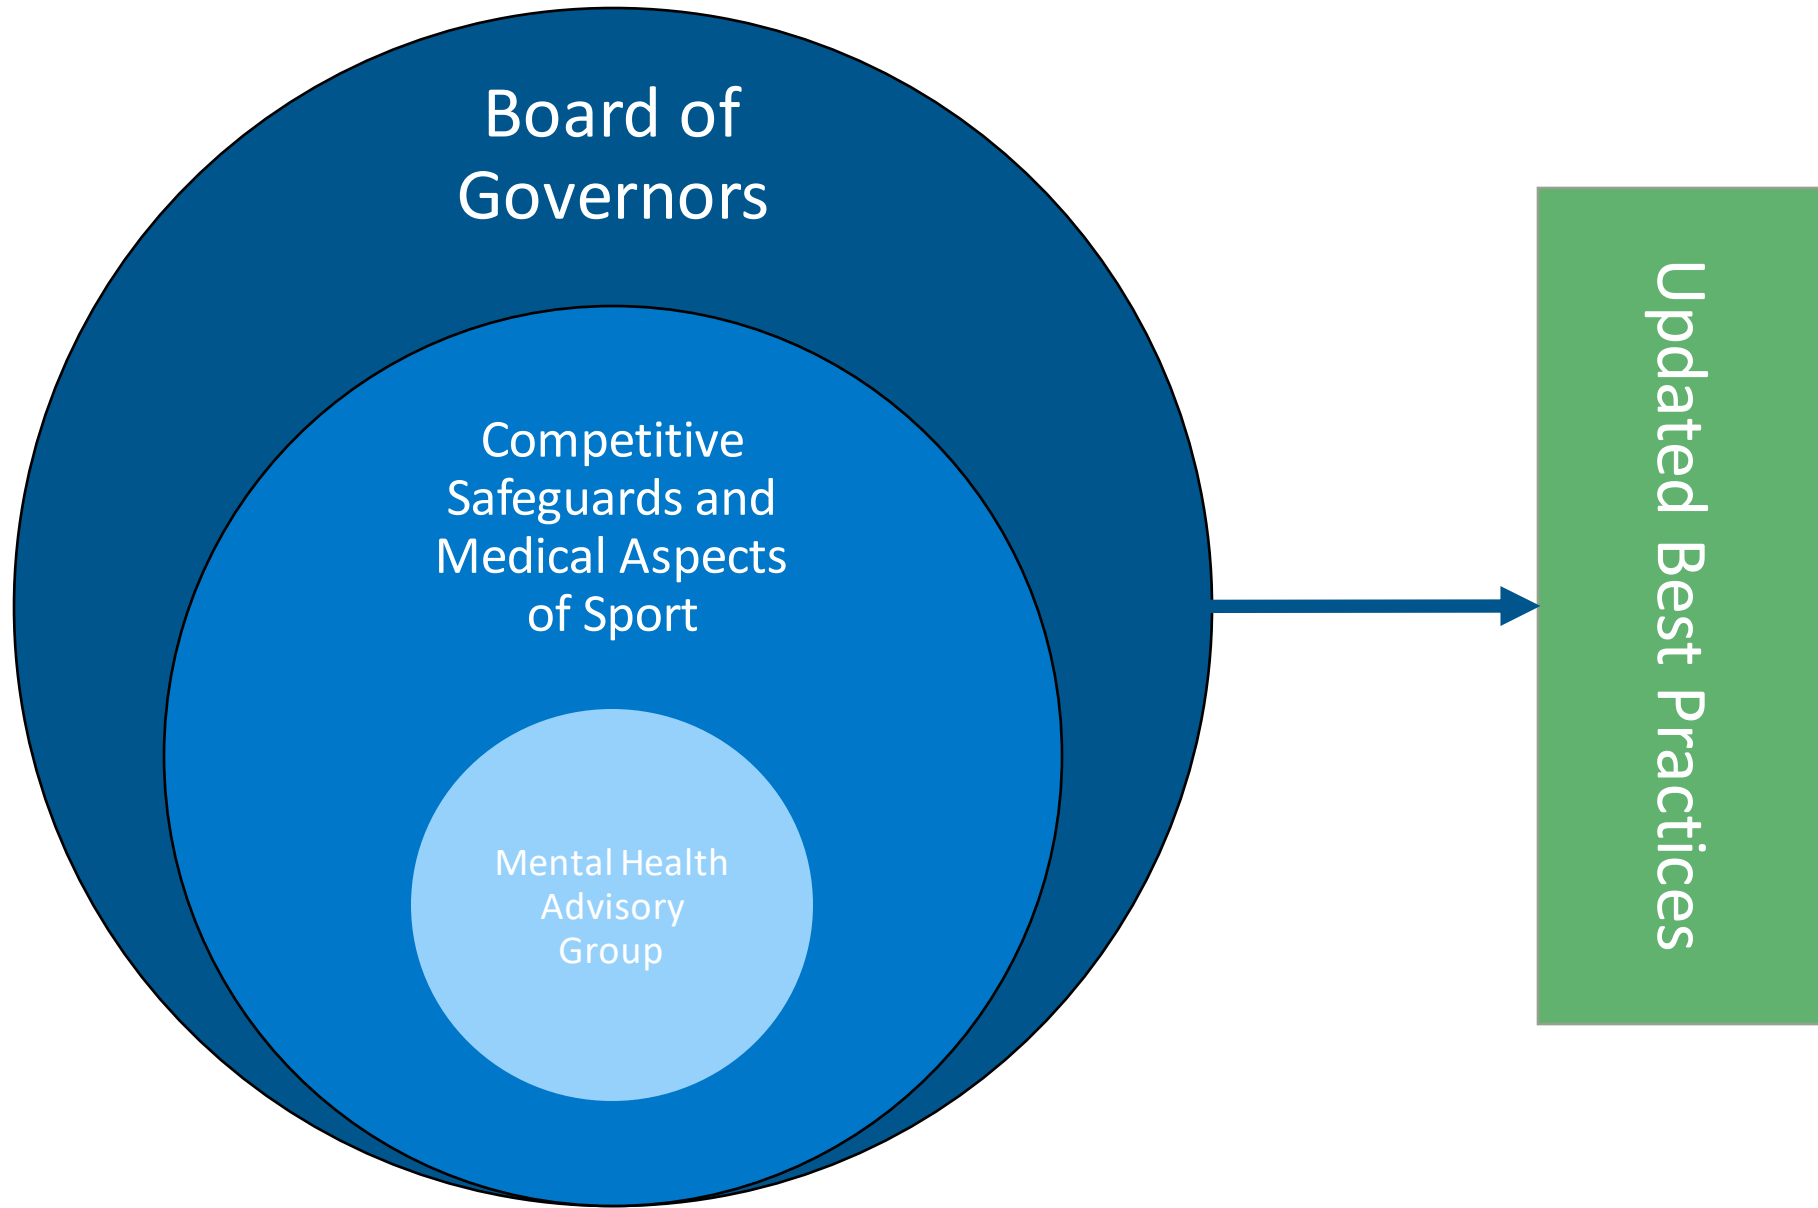 Board of
Governors
Competitive
Safeguards and
Medical Aspects
of Sport
Mental Health
Advisory
Group
Updated Best Practices